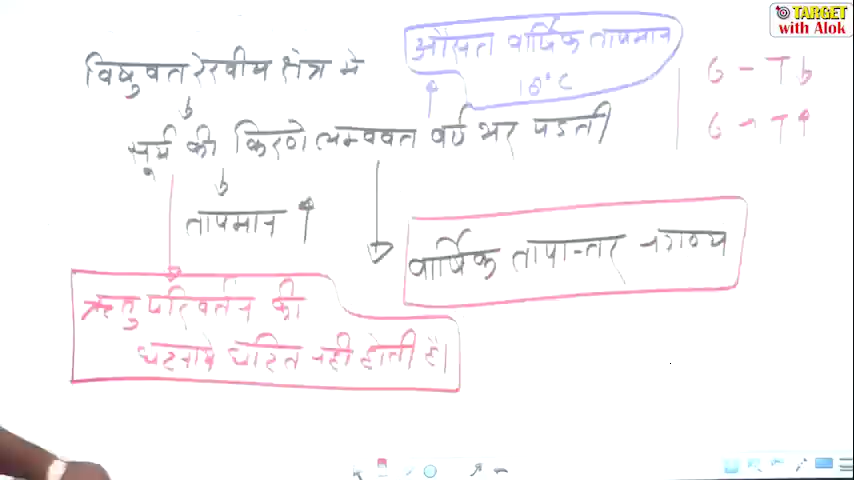 TARGET
with Alok
औसत वार्षिक तापमान
18°C
विषुवत रेखीय क्षेत्र मे
सूर्य की किरणे लम्बवत वर्ष भर पडती
तापमान ↑
वार्षिक तापान्तर नगण्य
ऋतु परिवर्तन की
घटनाये घटित नही होती है।